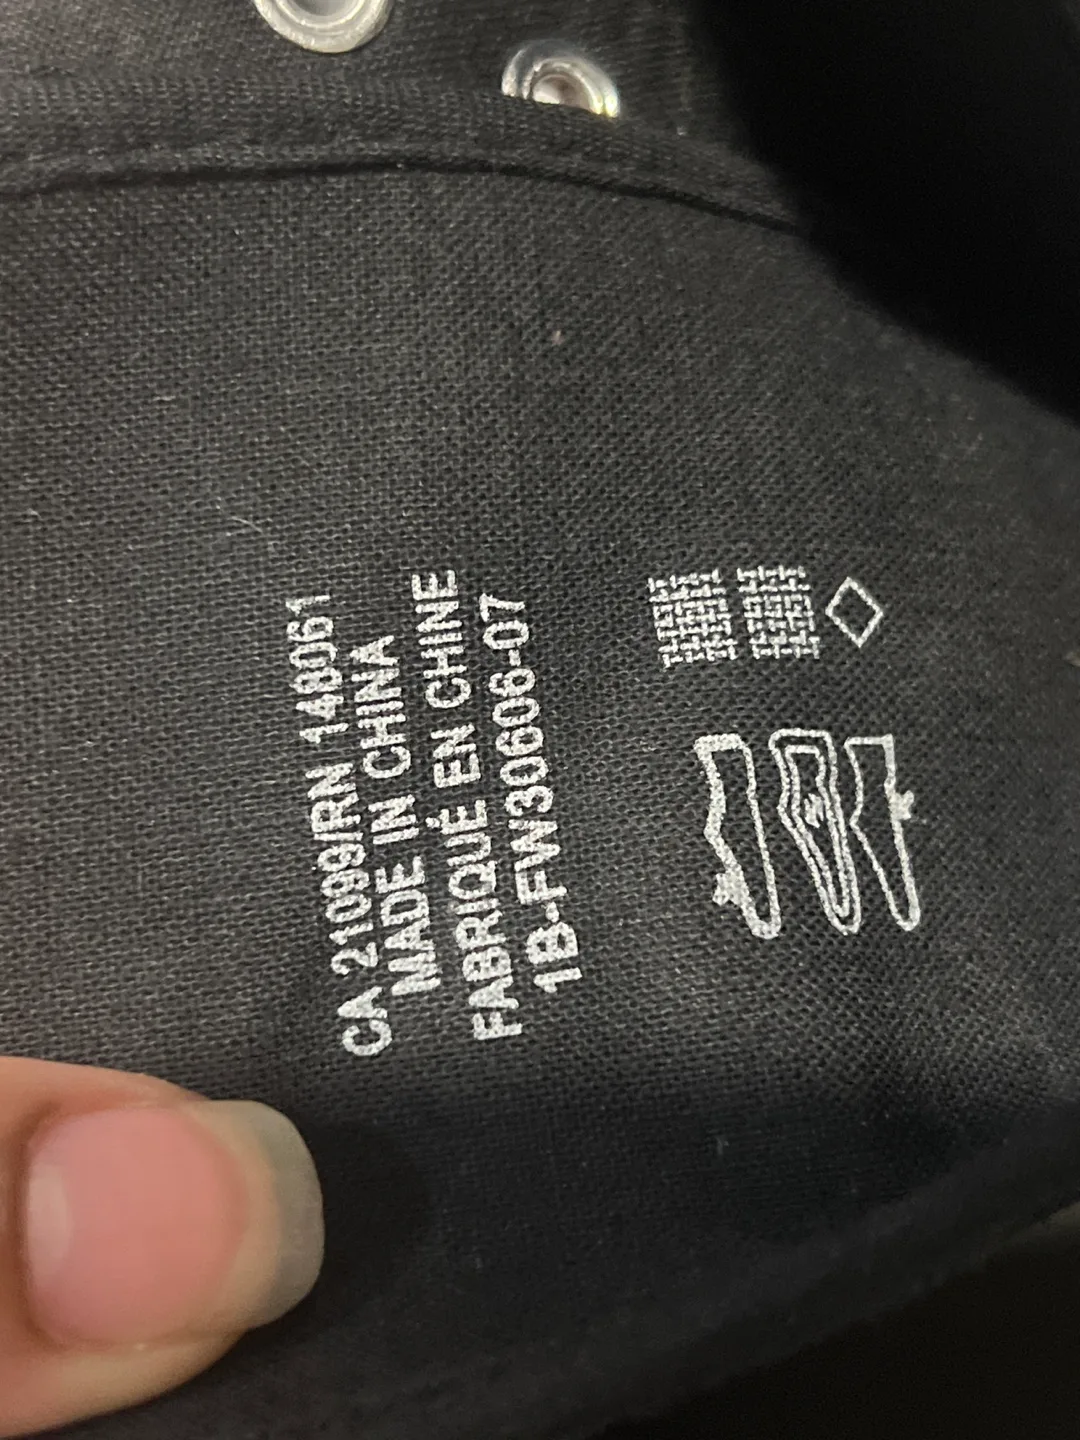 CA 21099/RN 148061
MADE IN CHINA
FABRIQUÉ EN CHINE
1B-FW30606-07